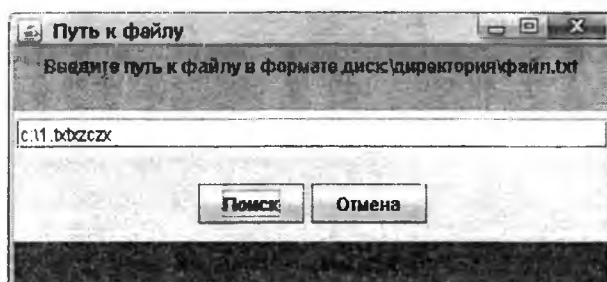 Путь к файлу
Введите путь к файлу в формате диск:\директория\файл.txt
c:\1.txtxzczx
Поиск Отмена